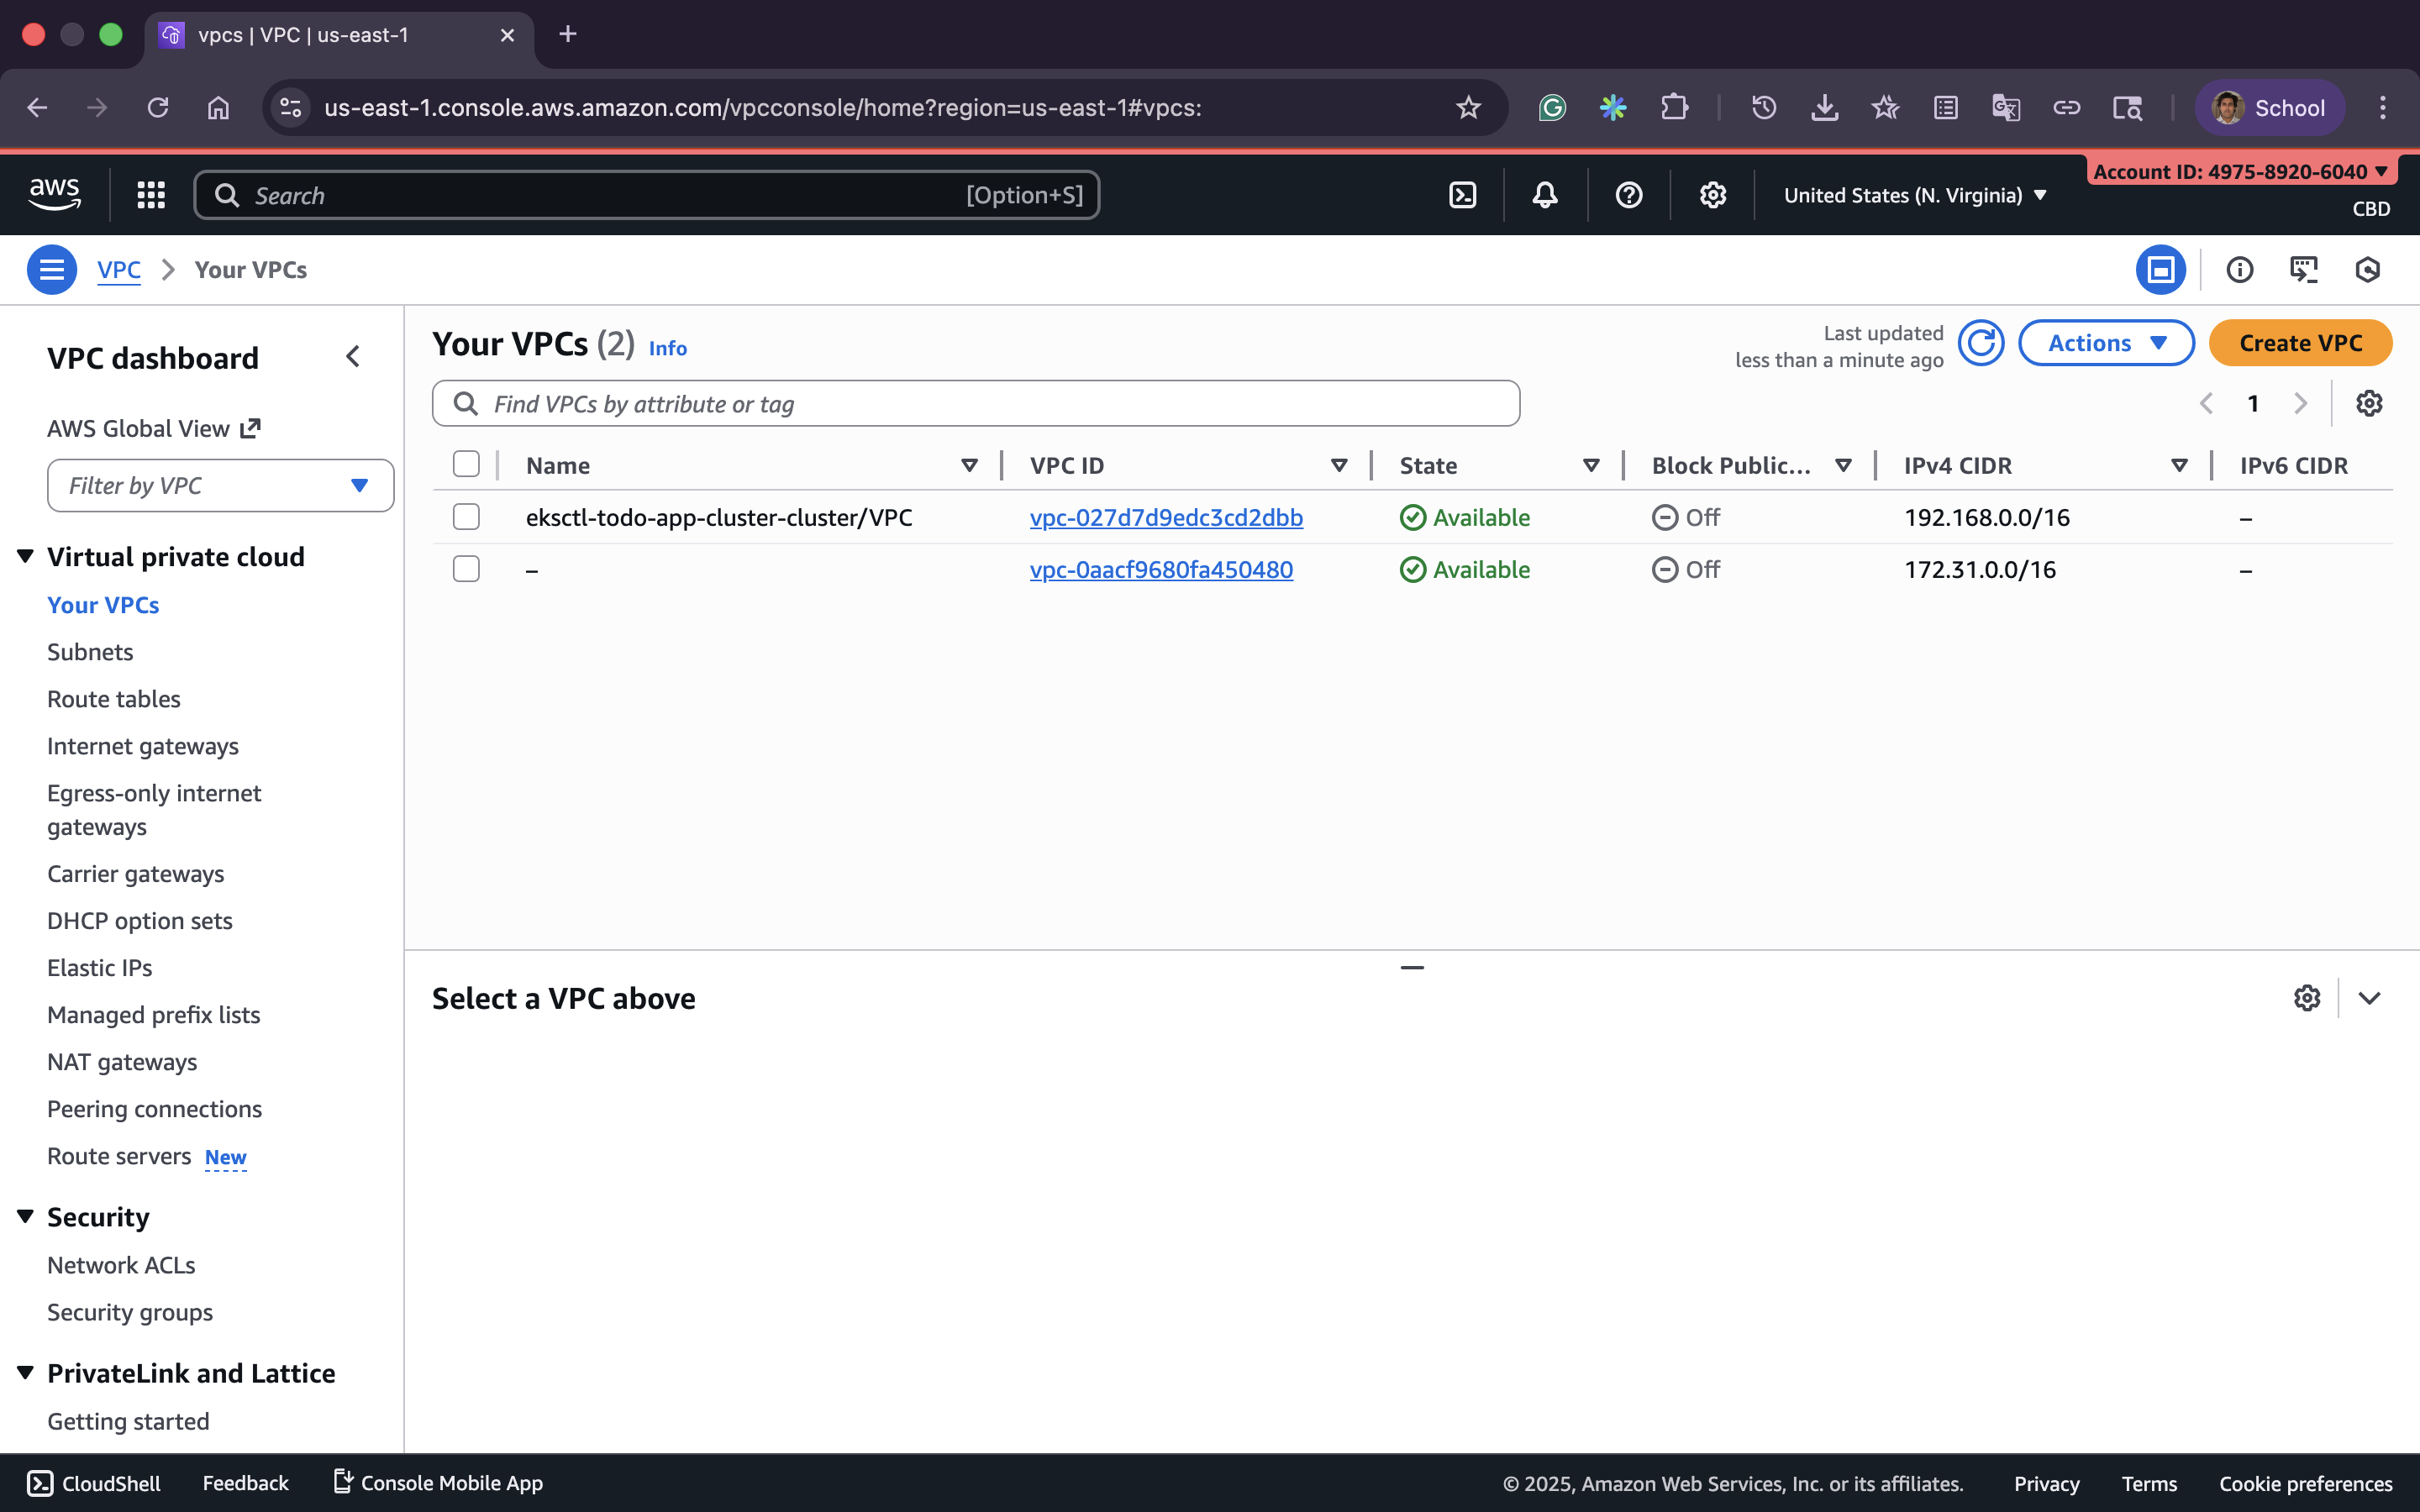 vpcs | VPC | us-east-1
us-east-1.console.aws.amazon.com/vpcconsole/home?region=us-east-1#vpcs:
School
aws
Search
[Option+S]
United States (N. Virginia)
Account ID: 4975-8920-6040
CBD
VPC
Your VPCs
VPC dashboard
AWS Global View
Filter by VPC
Virtual private cloud
Your VPCs
Subnets
Route tables
Internet gateways
Egress-only internet
gateways
Carrier gateways
DHCP option sets
Elastic IPs
Managed prefix lists
NAT gateways
Peering connections
Route servers New
Security
Network ACLs
Security groups
PrivateLink and Lattice
Getting started
Your VPCs (2) Info
Last updated
less than a minute ago
Actions
Create VPC
Find VPCs by attribute or tag
1
Name VPC ID State Block Public... IPv4 CIDR IPv6 CIDR
eksctl-todo-app-cluster-cluster/VPC vpc-027d7d9edc3cd2dbb Available Off 192.168.0.0/16 –
– vpc-0aacf9680fa450480 Available Off 172.31.0.0/16 –
Select a VPC above
CloudShell Feedback Console Mobile App © 2025, Amazon Web Services, Inc. or its affiliates. Privacy Terms Cookie preferences